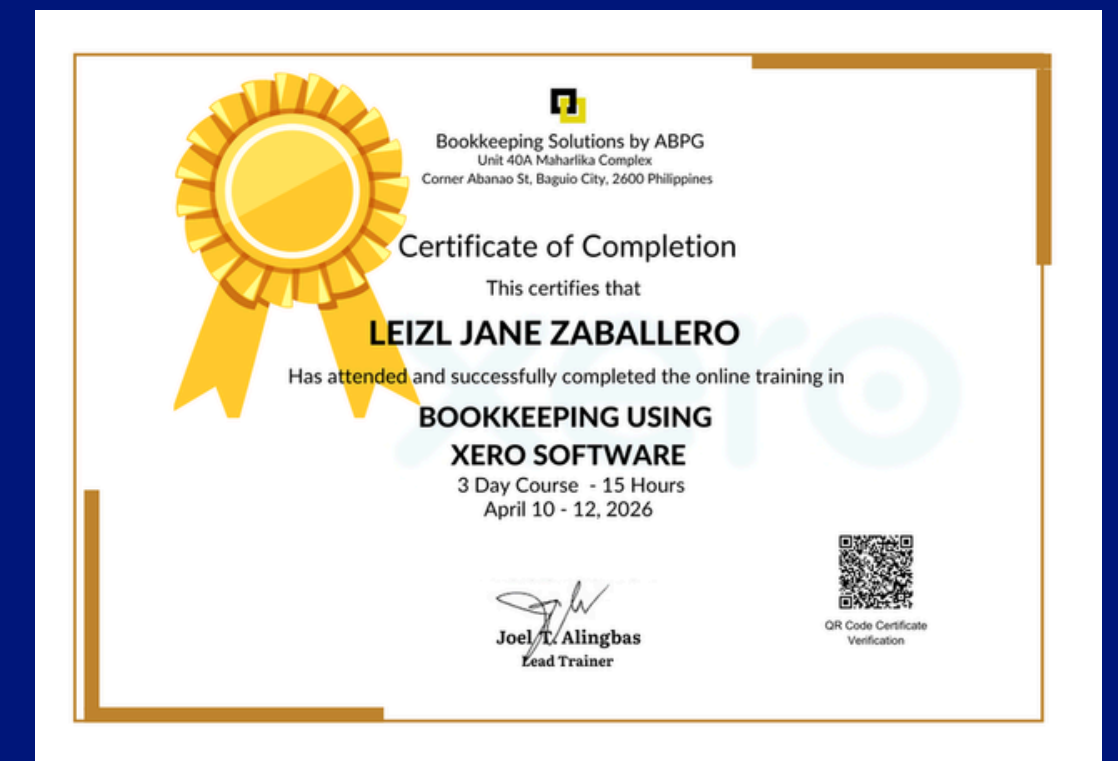 Bookkeeping Solutions by ABPG
Unit 40A Maharlika Complex
Corner Abanao St, Baguio City, 2600 Philippines
Certificate of Completion
This certifies that
LEIZL JANE ZABALLERO
Has attended and successfully completed the online training in
xero
BOOKKEEPING USING
XERO SOFTWARE
3 Day Course - 15 Hours
April 10 - 12, 2026
Joel T. Alingbas
Lead Trainer
QR Code Certificate
Verification